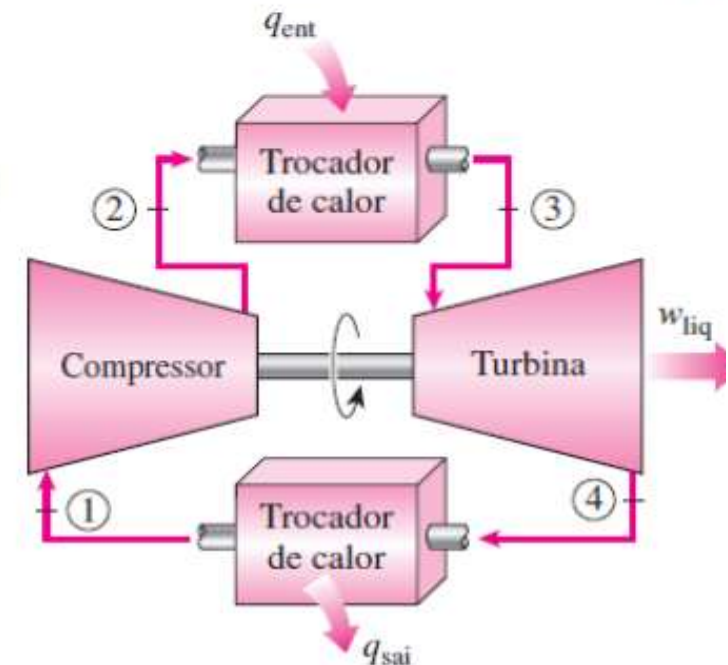 q_ent
Trocador
de calor
2
3
Compressor
Turbina
w_liq
1
Trocador
de calor
4
q_sai